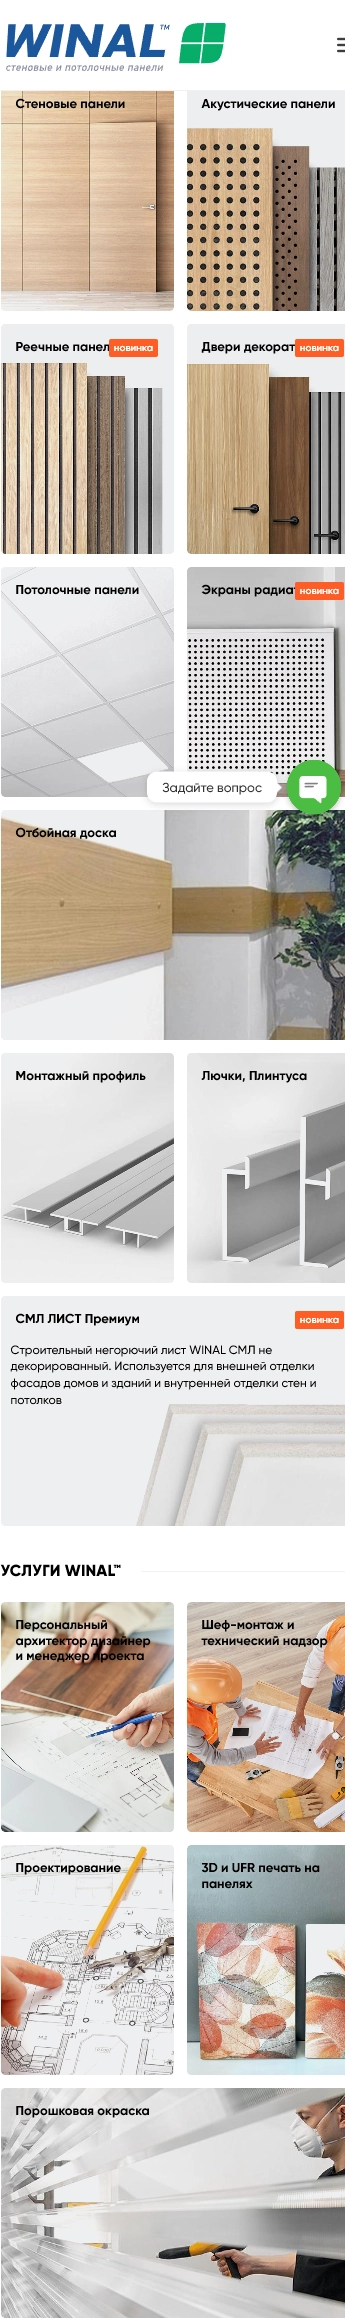 WINAL™
стеновые и потолочные панели
Стеновые панели
Акустические панели
Реечные панел
новинка
Двери декорат
новинка
Потолочные панели
Экраны радиа
новинка
Задайте вопрос
Отбойная доска
Монтажный профиль
Лючки, Плинтуса
СМЛ ЛИСТ Премиум
новинка
Строительный негорючий лист WINAL СМЛ не
декорированный. Используется для внешней отделки
фасадов домов и зданий и внутренней отделки стен и
потолков
УСЛУГИ WINAL™
Персональный
архитектор дизайнер
и менеджер проекта
Шеф-монтаж и
технический надзор
Проектирование
3D и UFR печать на
панелях
Порошковая окраска